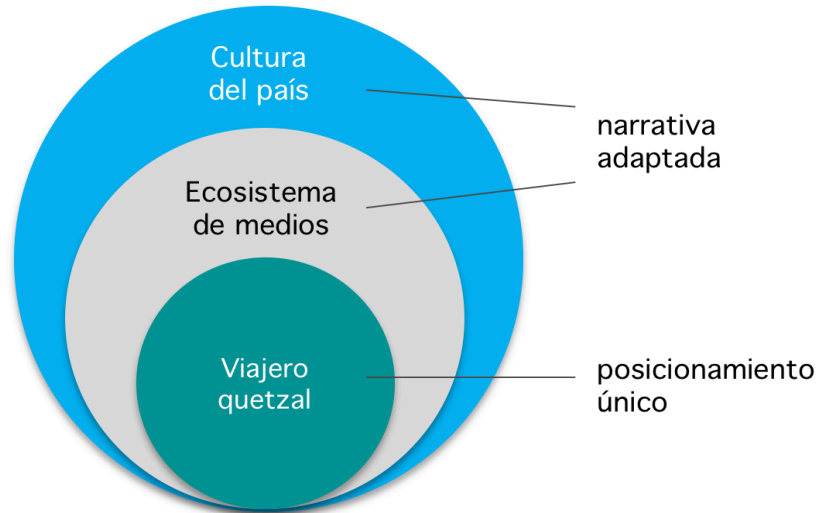 Cultura
del país
narrativa
adaptada
Ecosistema
de medios
Viajero
quetzal
posicionamiento
único